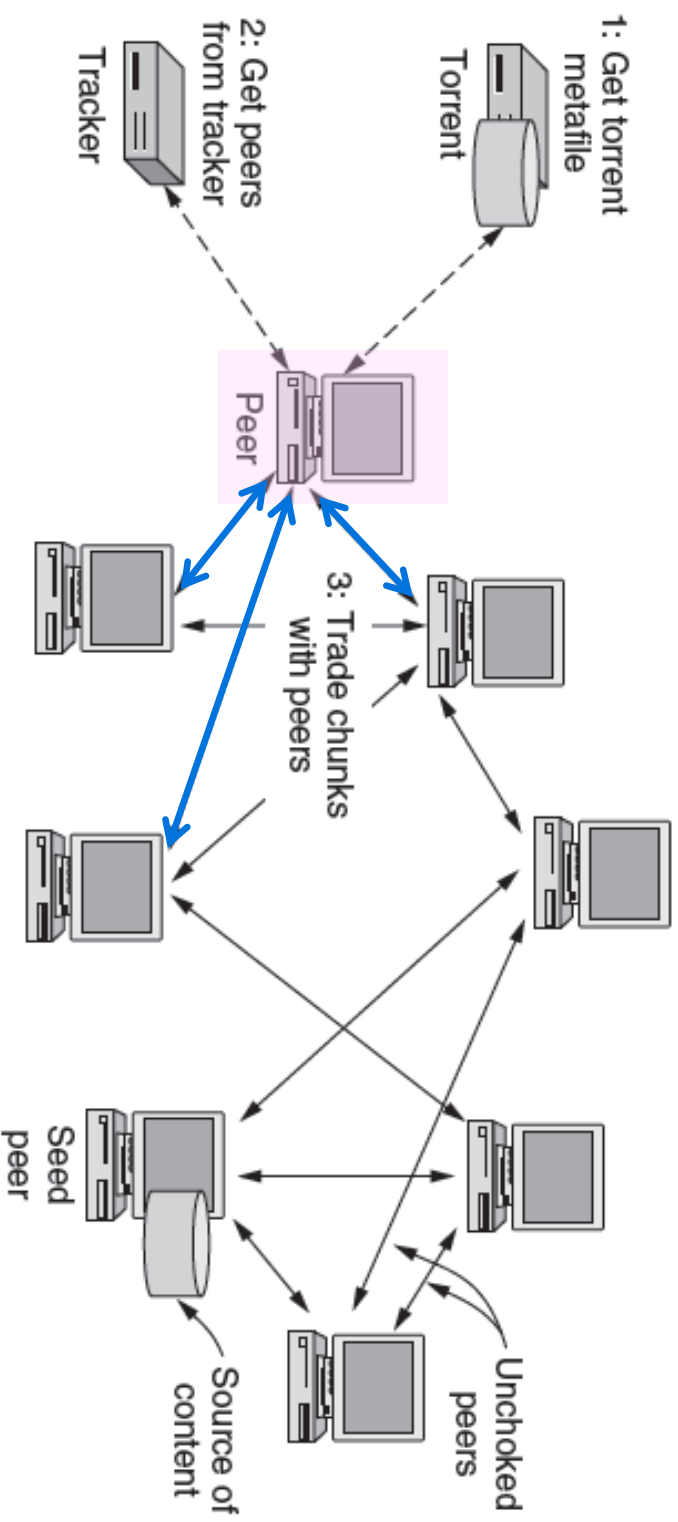 1: Get torrent
metafile
Torrent
2: Get peers
from tracker
Tracker
Peer
3: Trade chunks
with peers
Unchoked
peers
Source of
content
Seed
peer